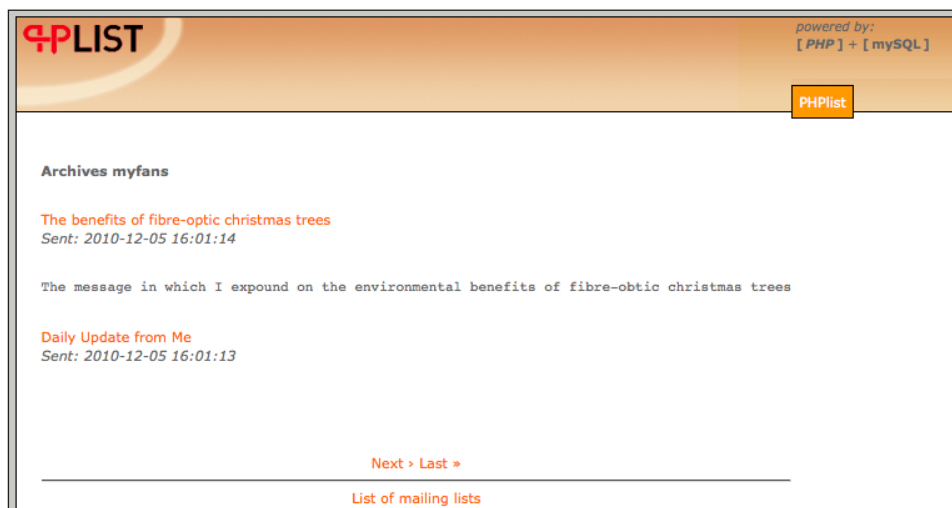 PHPLIST
powered by:
[ PHP ] + [ mySQL ]
PHPlist
Archives myfans
The benefits of fibre-optic christmas trees
Sent: 2010-12-05 16:01:14
The message in which I expound on the environmental benefits of fibre-obtic christmas trees
Daily Update from Me
Sent: 2010-12-05 16:01:13
Next › Last »
List of mailing lists